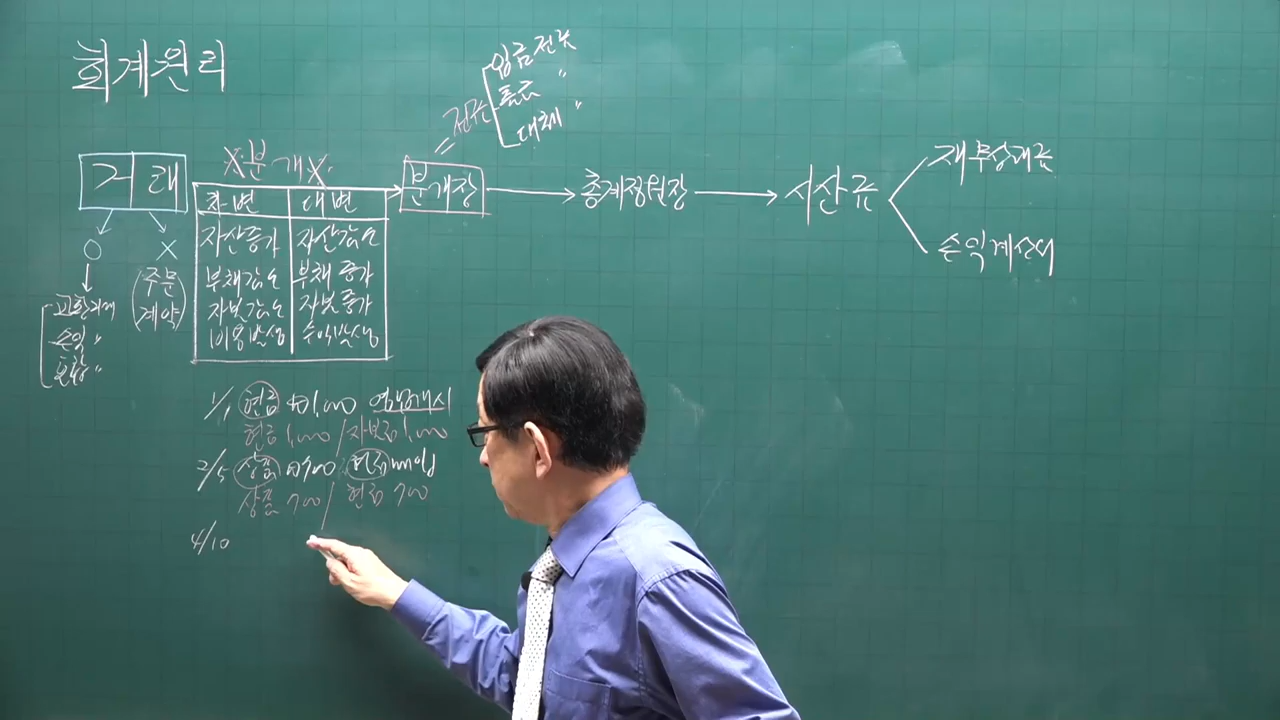 회계원리
전표
입금전표
출금 〃
대체 〃
거래
X분개X
분개장
총계정원장
시산표
재무상태표
손익계산서
O
X
교환거래
손익 〃
혼합 〃
(주문
계약)
차변 대변
자산증가 자산감소
부채감소 부채증가
자본감소 자본증가
비용발생 수익발생
1/1 현금 ₩1,000 영업개시
현금 1,000 / 자본금 1,000
2/5 상품 ₩700 현금매입
상품 700 / 현금 700
4/10